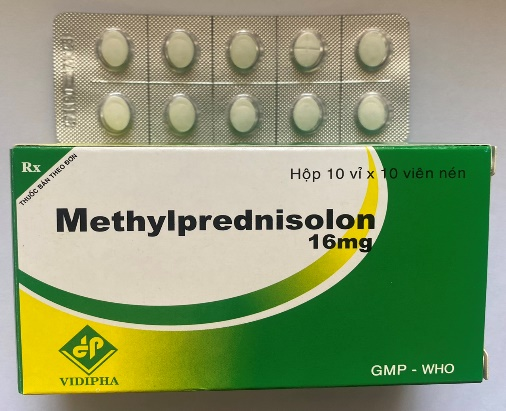 Rx
THUỐC BÁN THEO ĐƠN
Hộp 10 vỉ x 10 viên nén
Methylprednisolon
16mg
VIDIPHA
GMP - WHO